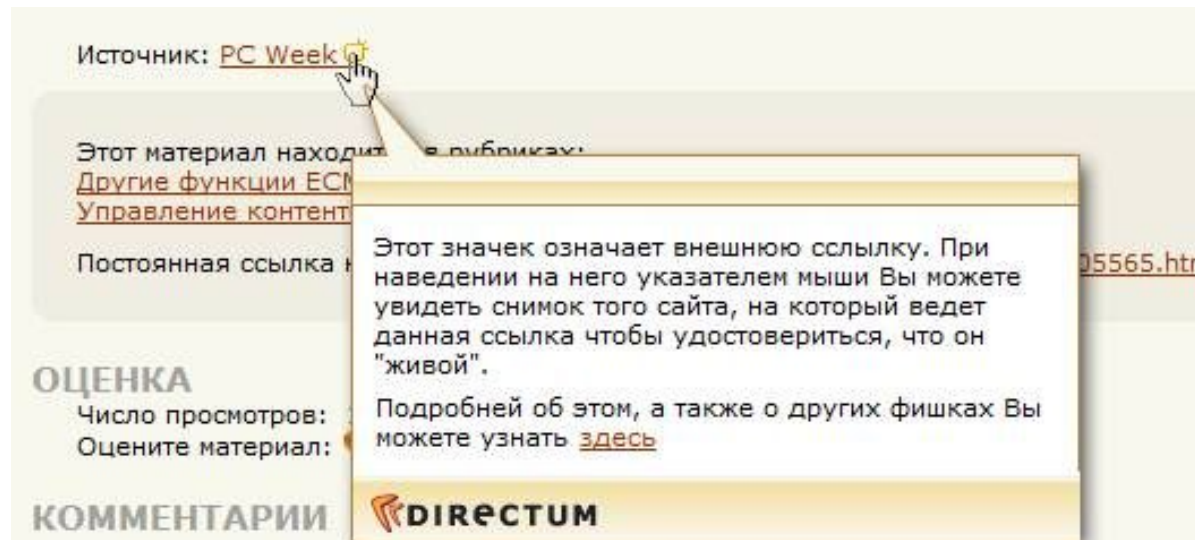 Источник: PC Week
Этот материал находит я в рубриках:
Другие функции ECM
Управление контент
Постоянная ссылка н
05565.htm
Этот значек означает внешнюю сслылку. При
наведении на него указателем мыши Вы можете
увидеть снимок того сайта, на который ведет
данная ссылка чтобы удостовериться, что он
"живой".
Подробней об этом, а также о других фишках Вы
можете узнать здесь
DIRECTUM
ОЦЕНКА
Число просмотров:
Оцените материал:
КОММЕНТАРИИ